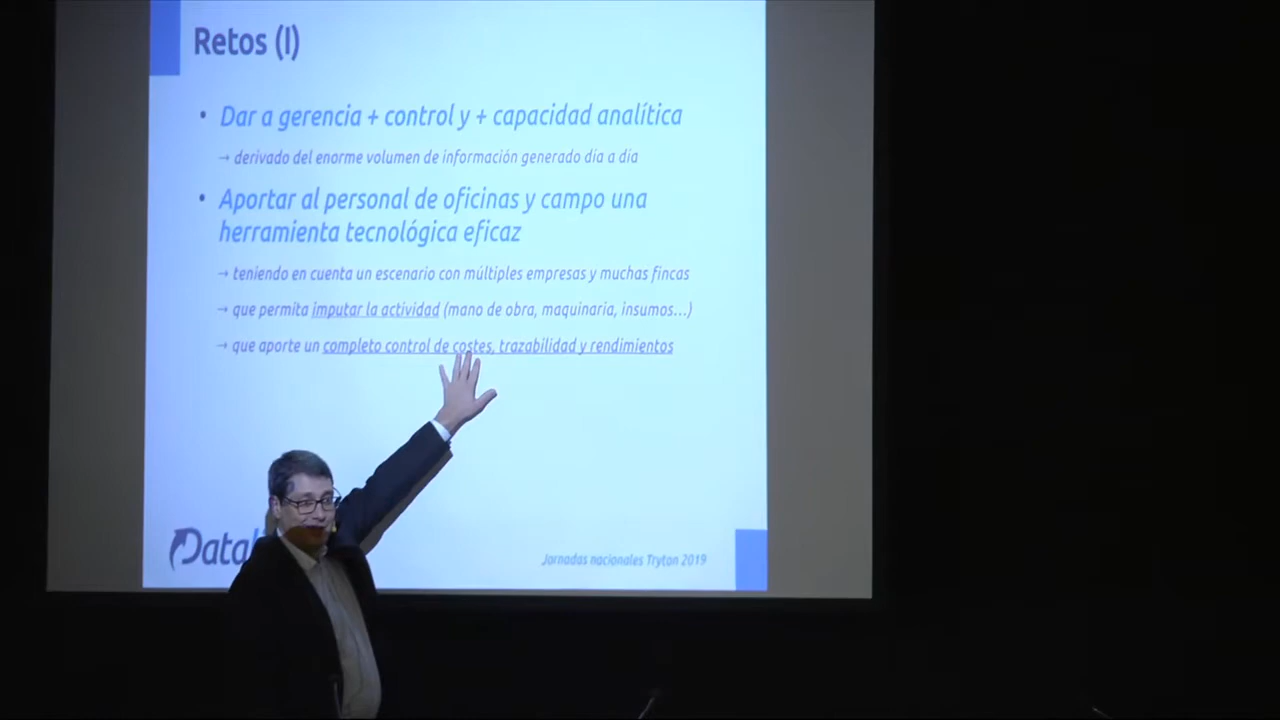 Retos (I)
• Dar a gerencia + control y + capacidad analítica
→ derivado del enorme volumen de información generado día a día
• Aportar al personal de oficinas y campo una
herramienta tecnológica eficaz
→ teniendo en cuenta un escenario con múltiples empresas y muchas fincas
→ que permita imputar la actividad (mano de obra, maquinaria, insumos...)
→ que aporte un completo control de costes, trazabilidad y rendimientos
Jornadas nacionales Tryton 2019